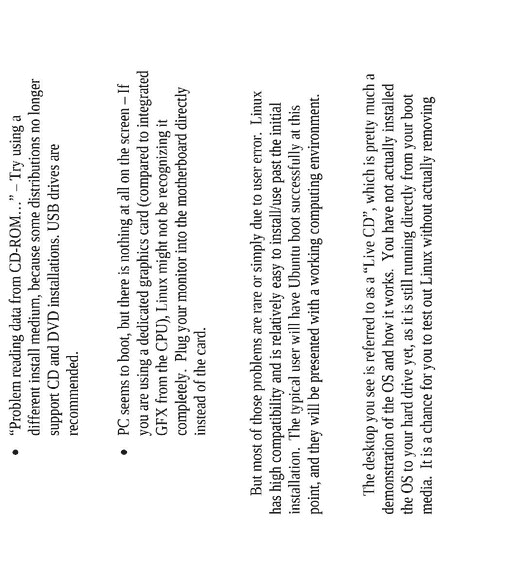 • “Problem reading data from CD-ROM…” – Try using a
different install medium, because some distributions no longer
support CD and DVD installations. USB drives are
recommended.
• PC seems to boot, but there is nothing at all on the screen – If
you are using a dedicated graphics card (compared to integrated
GFX from the CPU), Linux might not be recognizing it
completely. Plug your monitor into the motherboard directly
instead of the card.
But most of those problems are rare or simply due to user error. Linux
has high compatibility and is relatively easy to install/use past the initial
installation. The typical user will have Ubuntu boot successfully at this
point, and they will be presented with a working computing environment.
The desktop you see is referred to as a “Live CD”, which is pretty much a
demonstration of the OS and how it works. You have not actually installed
the OS to your hard drive yet, as it is still running directly from your boot
media. It is a chance for you to test out Linux without actually removing